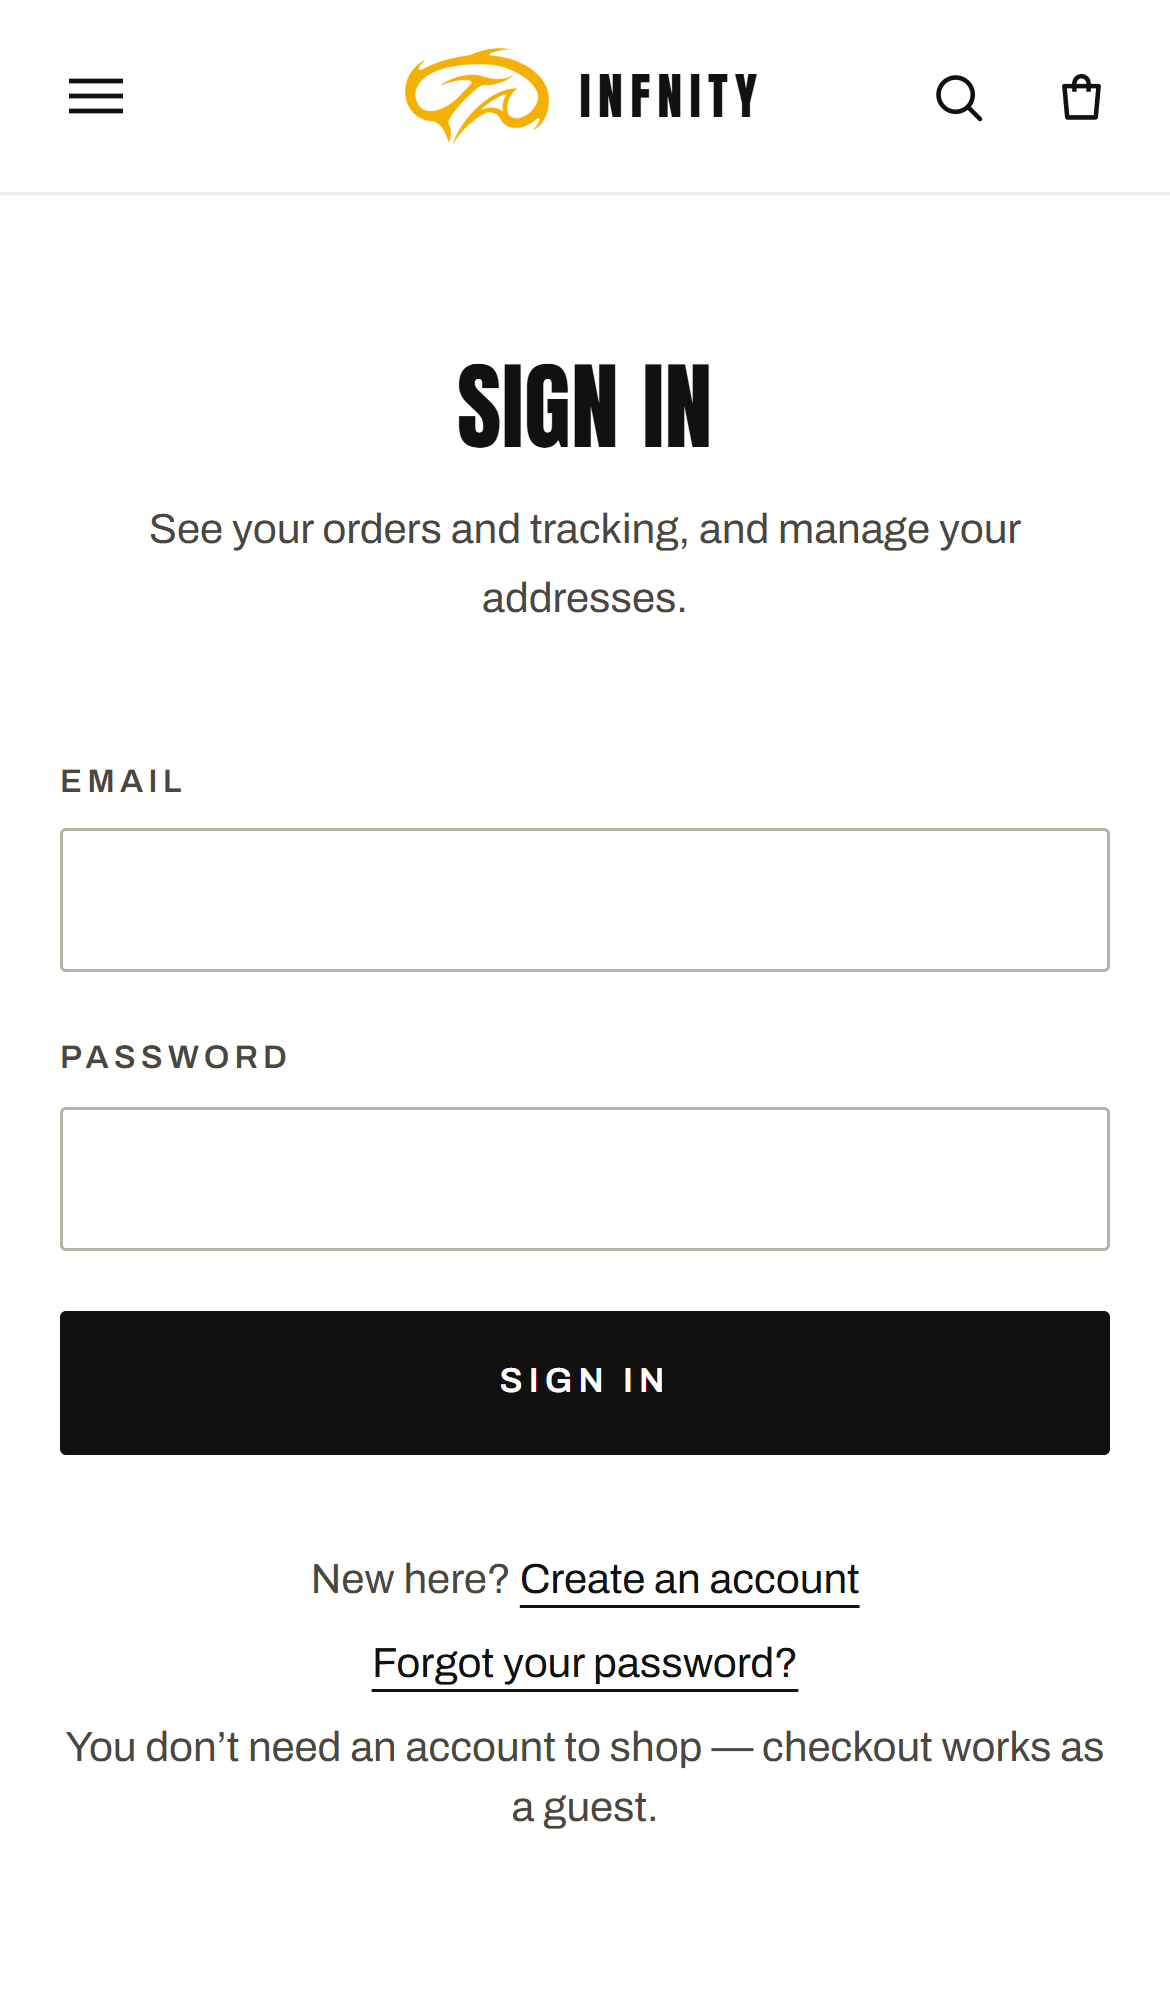 INFNITY
SIGN IN
See your orders and tracking, and manage your
addresses.
EMAIL
PASSWORD
SIGN IN
New here? Create an account
Forgot your password?
You don’t need an account to shop — checkout works as
a guest.